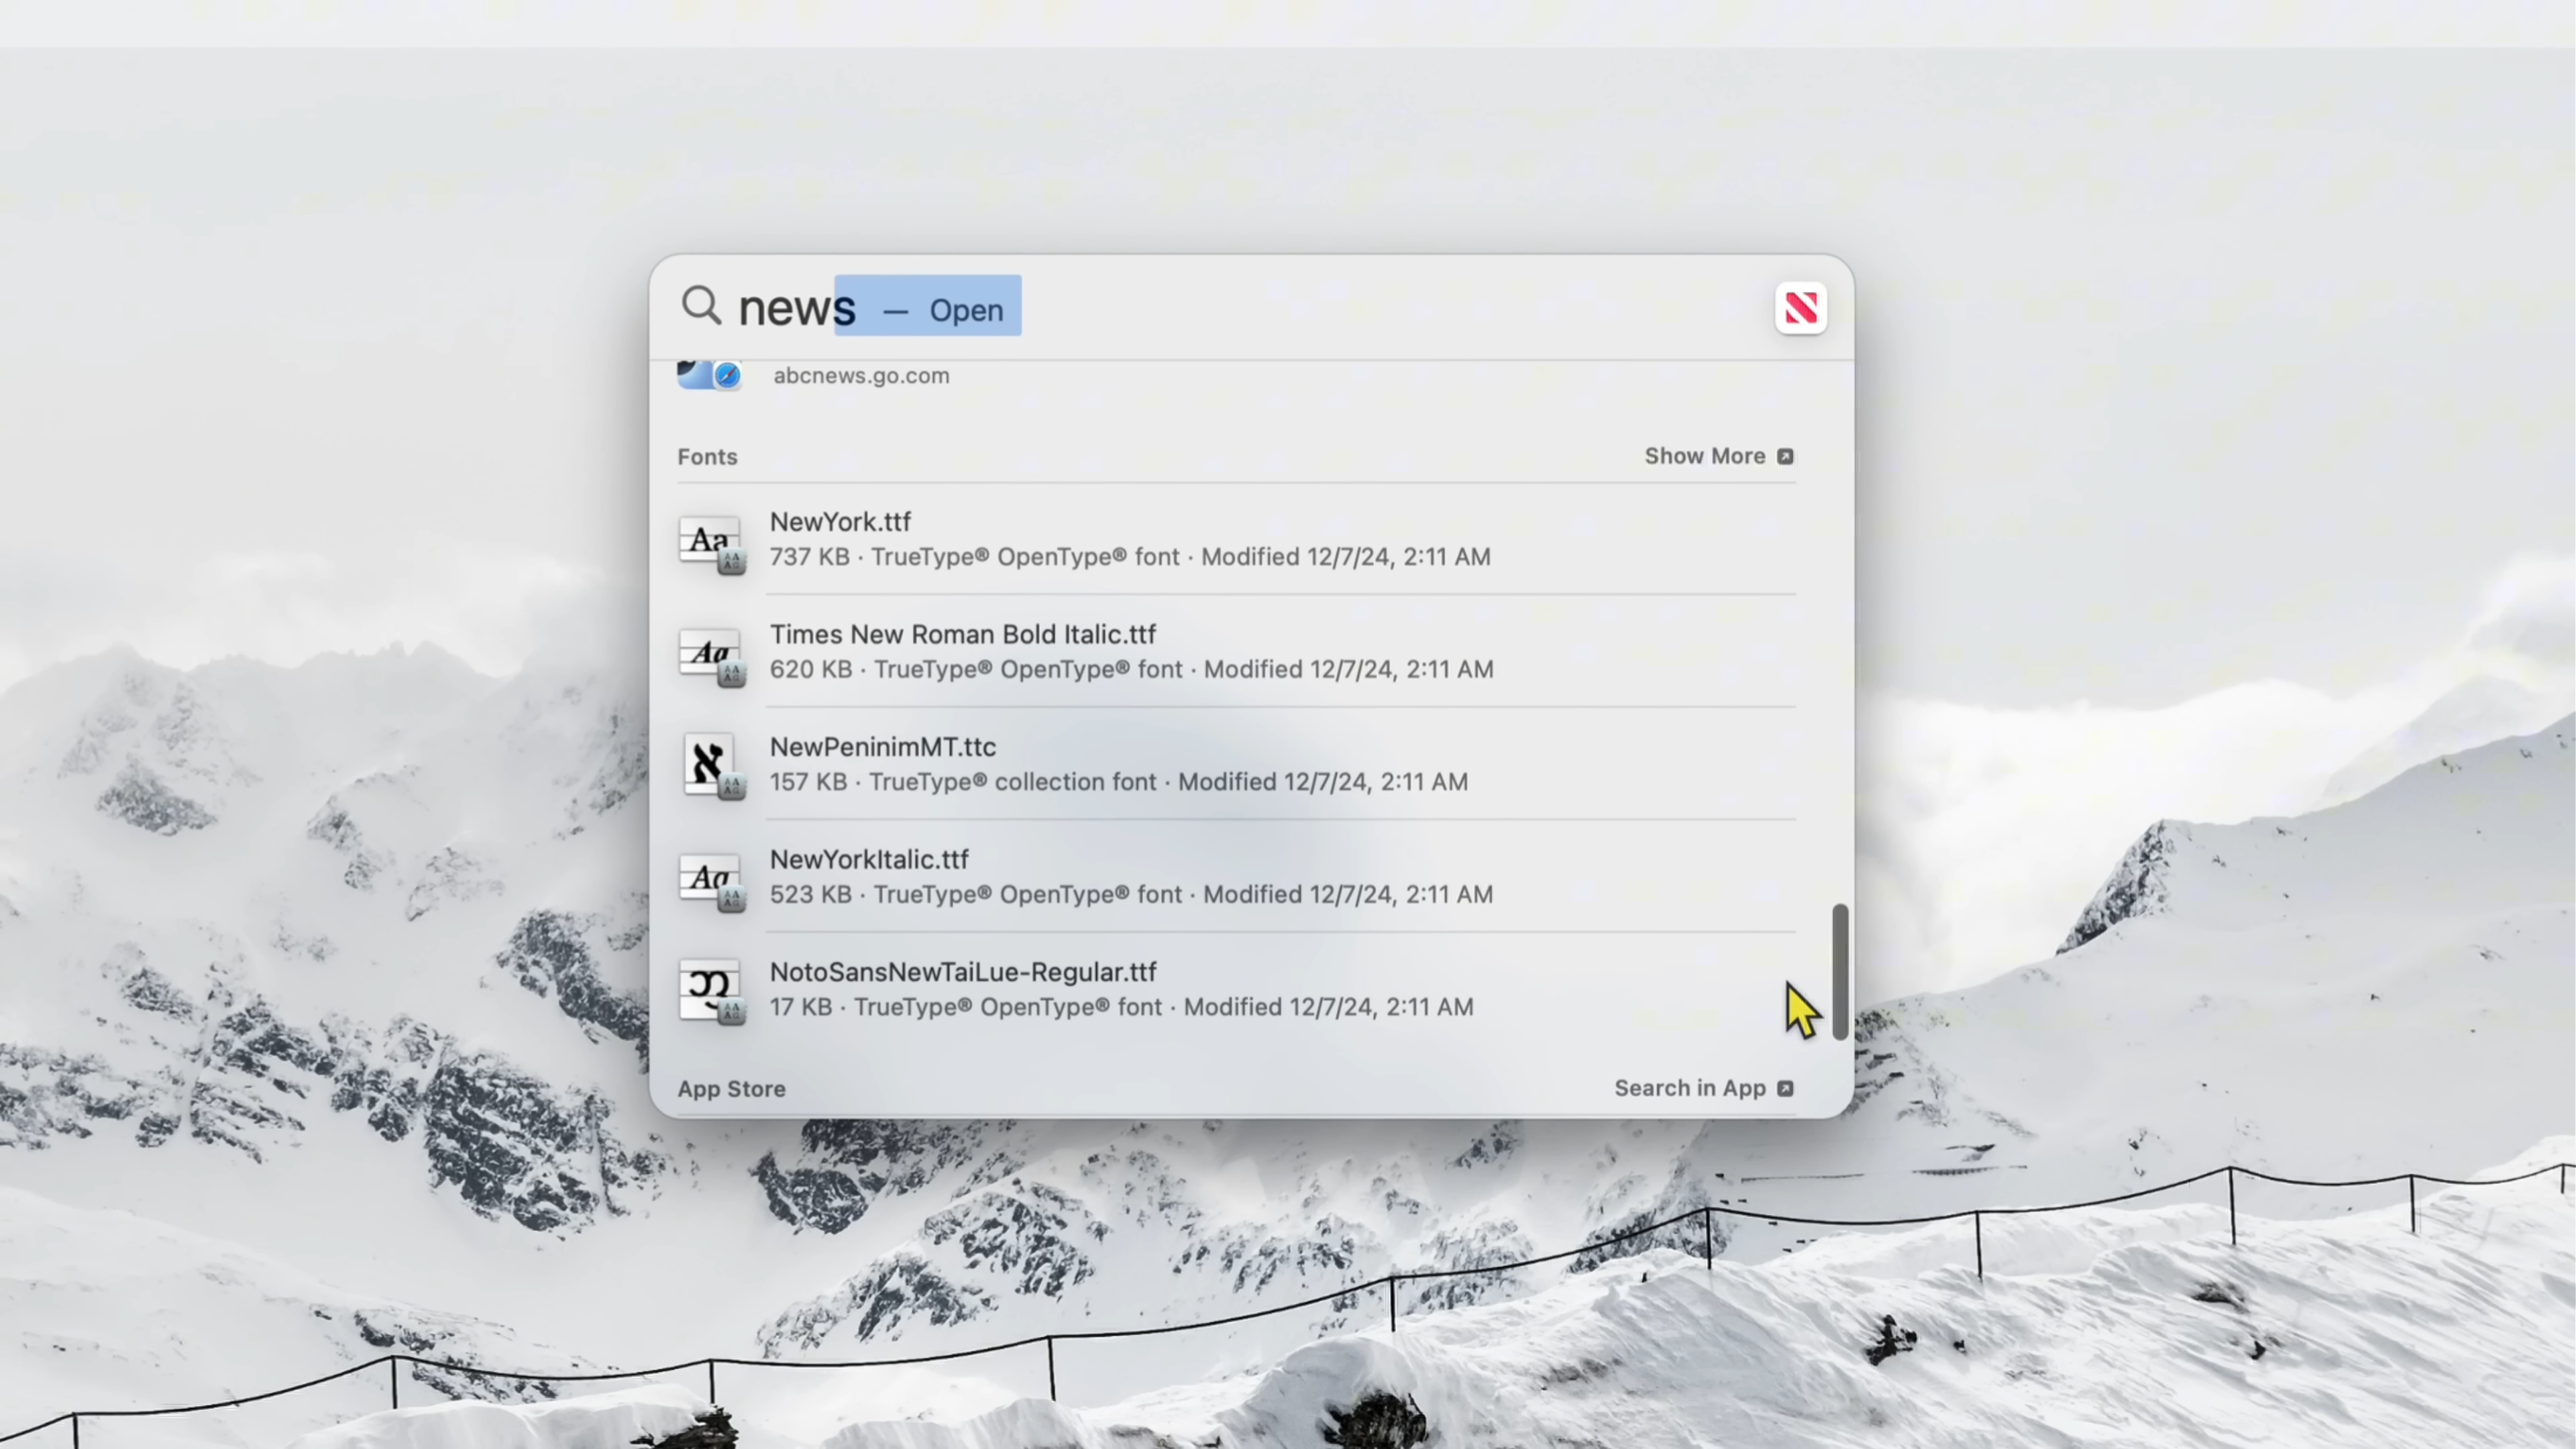 news — Open
abcnews.go.com
Fonts
Show More
NewYork.ttf
737 KB · TrueType® OpenType® font · Modified 12/7/24, 2:11 AM
Times New Roman Bold Italic.ttf
620 KB · TrueType® OpenType® font · Modified 12/7/24, 2:11 AM
NewPeninimMT.ttc
157 KB · TrueType® collection font · Modified 12/7/24, 2:11 AM
NewYorkItalic.ttf
523 KB · TrueType® OpenType® font · Modified 12/7/24, 2:11 AM
NotoSansNewTaiLue-Regular.ttf
17 KB · TrueType® OpenType® font · Modified 12/7/24, 2:11 AM
App Store
Search in App